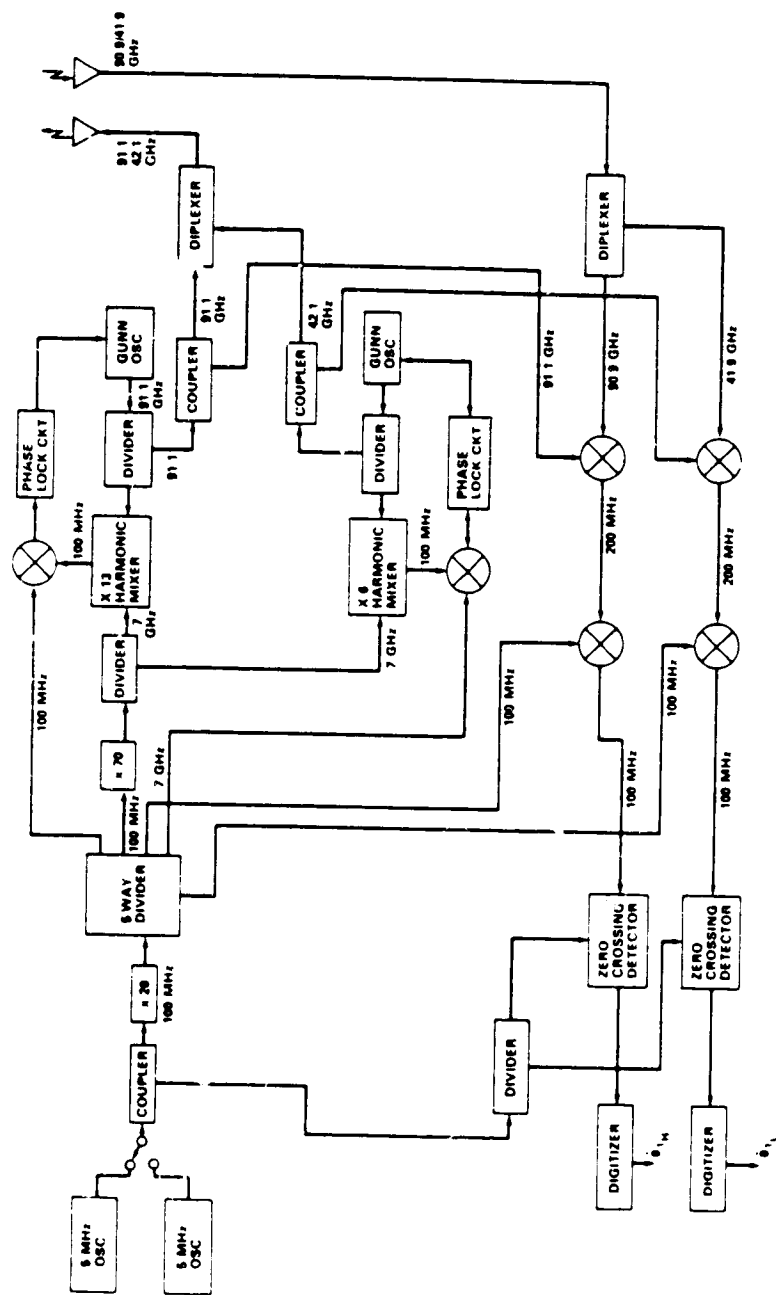 5 MHz
OSC
5 MHz
OSC
COUPLER
x 20
100 MHz
5 WAY
DIVIDER
100 MHz
100 MHz
7 GHz
x 70
DIVIDER
7
GHz
X 13
HARMONIC
MIXER
100 MHz
PHASE
LOCK CKT
GUNN
OSC
91 1
GHz
DIVIDER
91 1
COUPLER
91 1
GHz
DIPLEXER
91 1
42 1
GHz
90 9/41 9
GHz
7 GHz
X 6
HARMONIC
MIXER
100 MHz
PHASE
LOCK CKT
DIVIDER
GUNN
OSC
COUPLER
42 1
GHz
DIPLEXER
91 1 GHz
90 9 GHz
41 9 GHz
200 MHz
200 MHz
100 MHz
100 MHz
100 MHz
100 MHz
ZERO
CROSSING
DETECTOR
ZERO
CROSSING
DETECTOR
DIVIDER
DIGITIZER
DIGITIZER